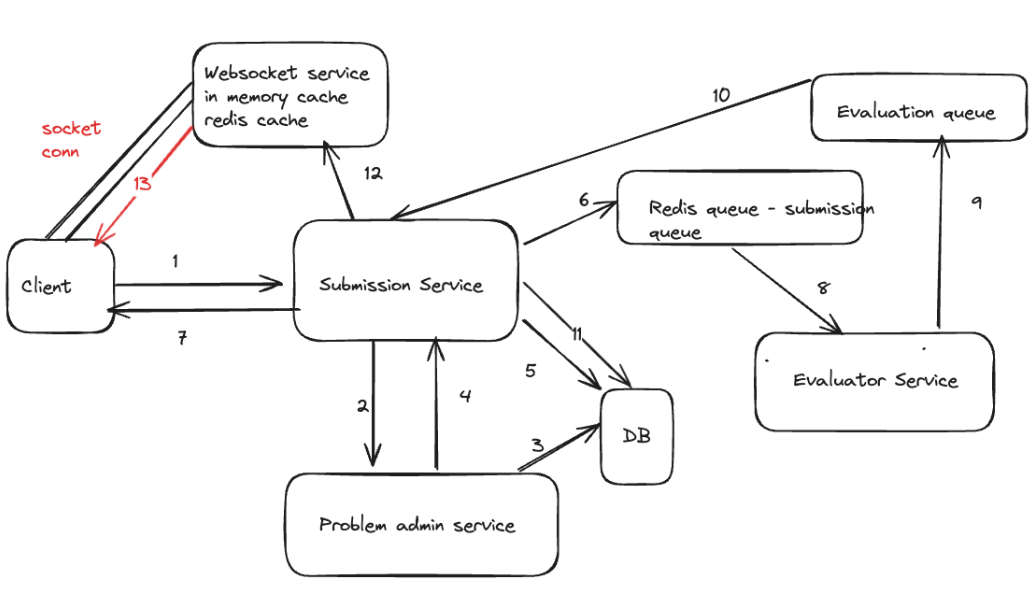 Websocket service
in memory cache
redis cache
10
Evaluation queue
socket
conn
13
12
6
Redis queue - submission
queue
9
1
Client
Submission Service
8
7
11
5
2
4
Evaluator Service
3
DB
Problem admin service